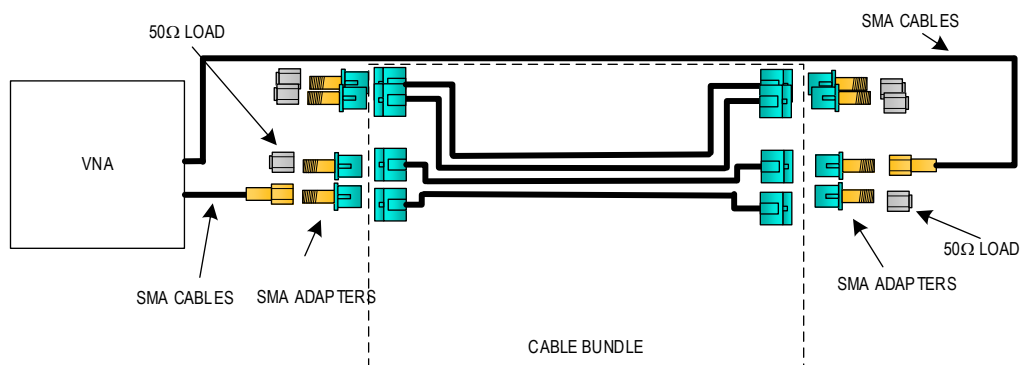 SMA CABLES
50Ω LOAD
VNA
50Ω LOAD
SMA CABLES
SMA ADAPTERS
SMA ADAPTERS
CABLE BUNDLE